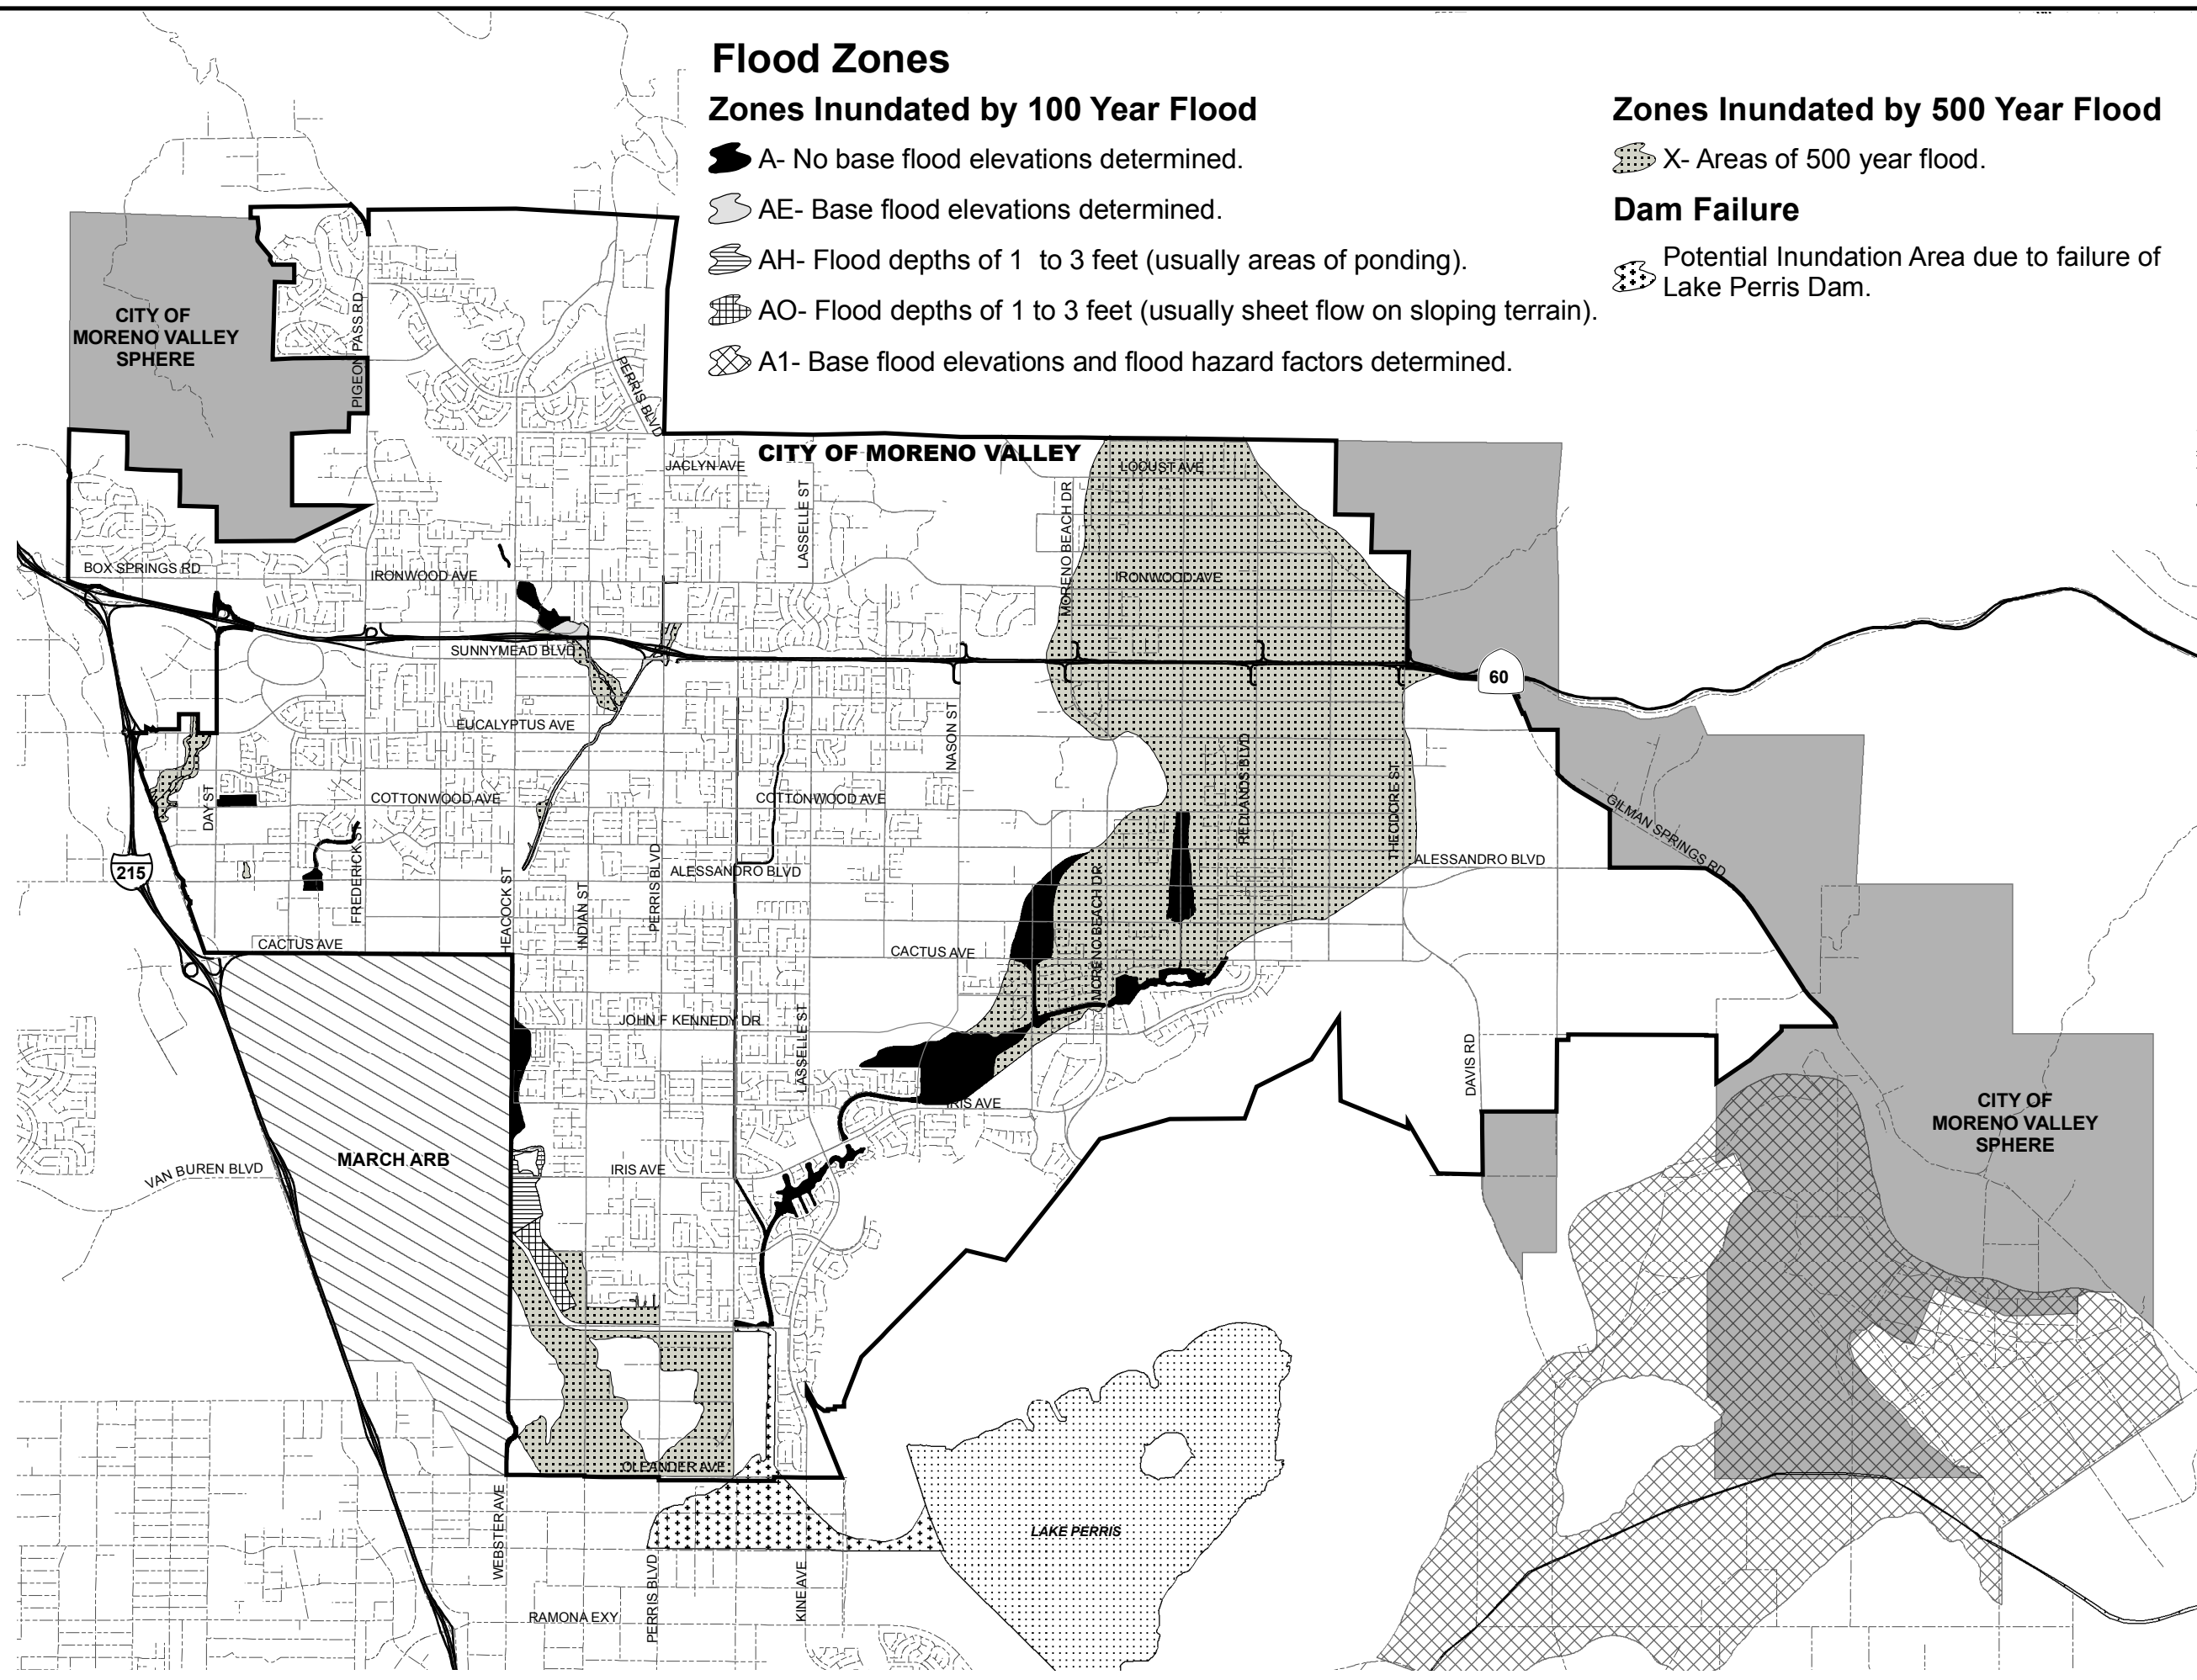 Flood Zones
Zones Inundated by 100 Year Flood
A- No base flood elevations determined.
AE- Base flood elevations determined.
AH- Flood depths of 1 to 3 feet (usually areas of ponding).
AO- Flood depths of 1 to 3 feet (usually sheet flow on sloping terrain).
A1- Base flood elevations and flood hazard factors determined.
Zones Inundated by 500 Year Flood
X- Areas of 500 year flood.
Dam Failure
Potential Inundation Area due to failure of
Lake Perris Dam.
CITY OF
MORENO VALLEY
SPHERE
PIGEON PASS RD
PERRIS BLVD
CITY OF MORENO VALLEY
JACLYN AVE
LOCUST AVE
LASSELLE ST
MORENO BEACH DR
BOX SPRINGS RD
IRONWOOD AVE
IRONWOOD AVE
SUNNYMEAD BLVD
60
EUCALYPTUS AVE
NASON ST
REDLANDS BLVD
THEODORE ST
GILMAN SPRINGS RD
DAY ST
COTTONWOOD AVE
COTTONWOOD AVE
215
FREDERICK ST
HEACOCK ST
INDIAN ST
PERRIS BLVD
ALESSANDRO BLVD
ALESSANDRO BLVD
MORENO BEACH DR
CACTUS AVE
CACTUS AVE
JOHN F KENNEDY DR
LASSELLE ST
DAVIS RD
IRIS AVE
CITY OF
MORENO VALLEY
SPHERE
MARCH ARB
VAN BUREN BLVD
IRIS AVE
OLEANDER AVE
WEBSTER AVE
PERRIS BLVD
KINE AVE
LAKE PERRIS
RAMONA EXY